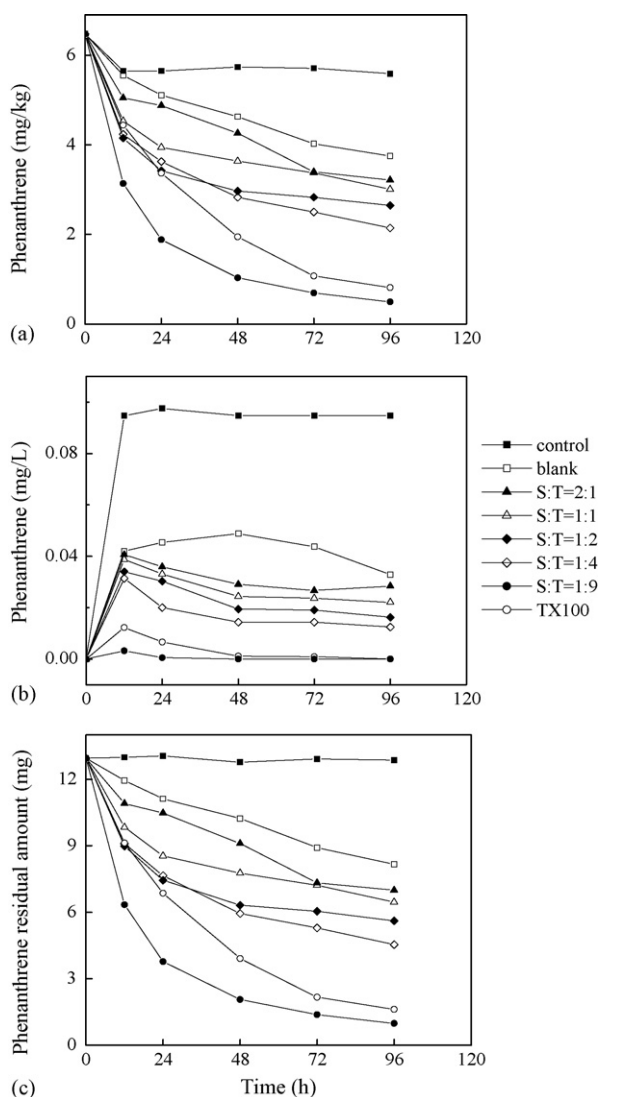 Phenanthrene (mg/kg)
6
4
2
0
0 24 48 72 96 120
(a)
Phenanthrene (mg/L)
0.08
0.04
0.00
0 24 48 72 96 120
(b)
control
blank
S:T=2:1
S:T=1:1
S:T=1:2
S:T=1:4
S:T=1:9
TX100
Phenanthrene residual amount (mg)
12
9
6
3
0
0 24 48 72 96 120
(c)
Time (h)